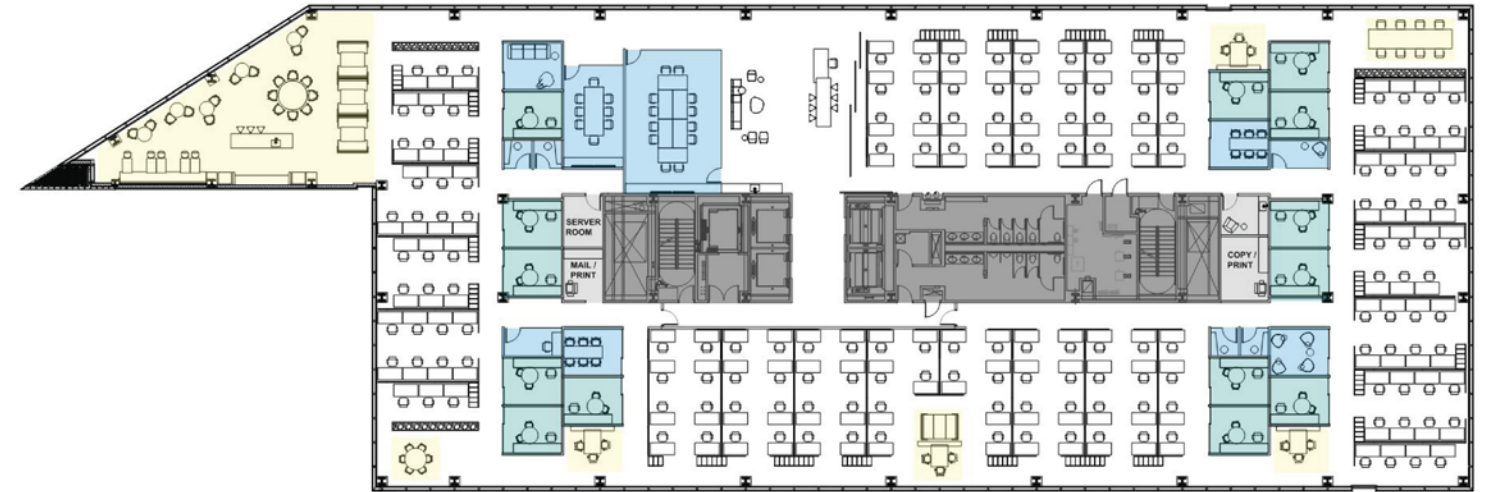 SERVER
ROOM
MAIL /
PRINT
COPY /
PRINT